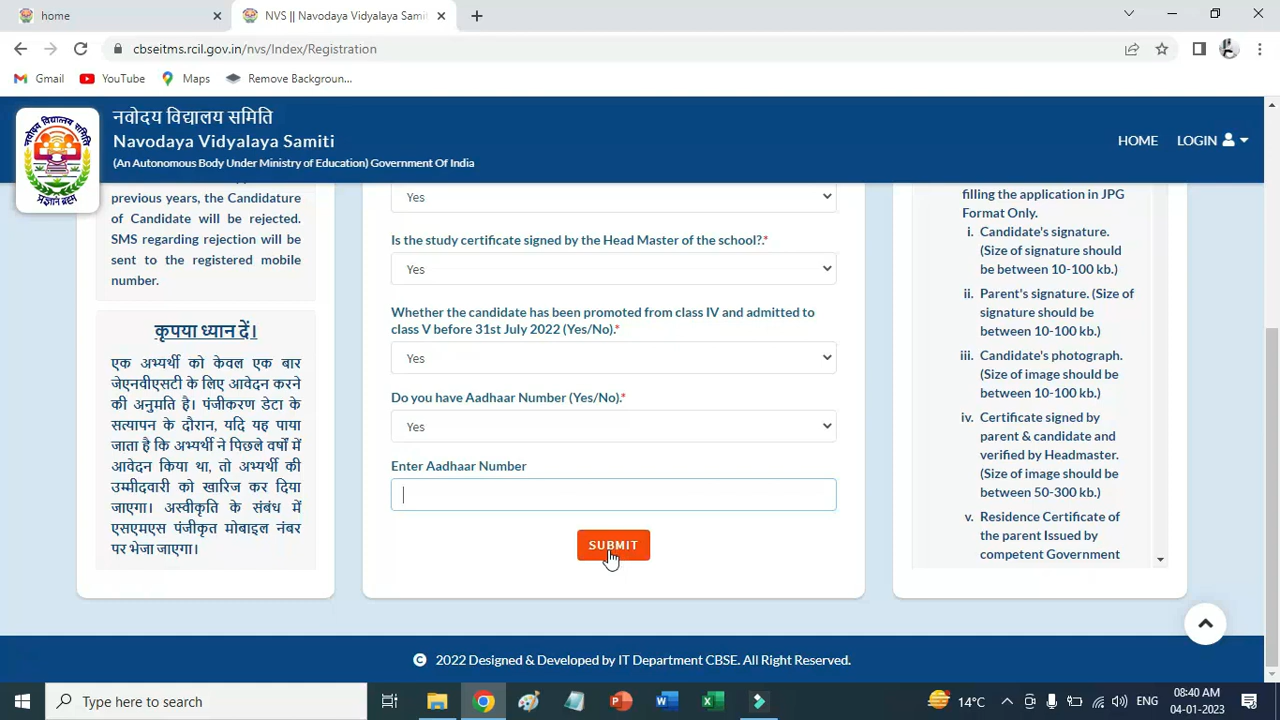 home
NVS || Navodaya Vidyalaya Samit
cbseitms.rcil.gov.in/nvs/Index/Registration
Gmail
YouTube
Maps
Remove Backgroun...
नवोदय विद्यालय समिति
Navodaya Vidyalaya Samiti
(An Autonomous Body Under Ministry of Education) Government Of India
HOME
LOGIN
previous years, the Candidature
of Candidate will be rejected.
SMS regarding rejection will be
sent to the registered mobile
number.
कृपया ध्यान दें।
एक अभ्यर्थी को केवल एक बार
जेएनवीएसटी के लिए आवेदन करने
की अनुमति है। पंजीकरण डेटा के
सत्यापन के दौरान, यदि यह पाया
जाता है कि अभ्यर्थी ने पिछले वर्षों में
आवेदन किया था, तो अभ्यर्थी की
उम्मीदवारी को खारिज कर दिया
जाएगा। अस्वीकृति के संबंध में
एसएमएस पंजीकृत मोबाइल नंबर
पर भेजा जाएगा।
Yes
Is the study certificate signed by the Head Master of the school?.*
Yes
Whether the candidate has been promoted from class IV and admitted to
class V before 31st July 2022 (Yes/No).*
Yes
Do you have Aadhaar Number (Yes/No).*
Yes
Enter Aadhaar Number
SUBMIT
filling the application in JPG
Format Only.
i. Candidate's signature.
(Size of signature should
be between 10-100 kb.)
ii. Parent's signature. (Size of
signature should be
between 10-100 kb.)
iii. Candidate's photograph.
(Size of image should be
between 10-100 kb.)
iv. Certificate signed by
parent & candidate and
verified by Headmaster.
(Size of image should be
between 50-300 kb.)
v. Residence Certificate of
the parent Issued by
competent Government
© 2022 Designed & Developed by IT Department CBSE. All Right Reserved.
Type here to search
14°C
ENG
08:40 AM
04-01-2023